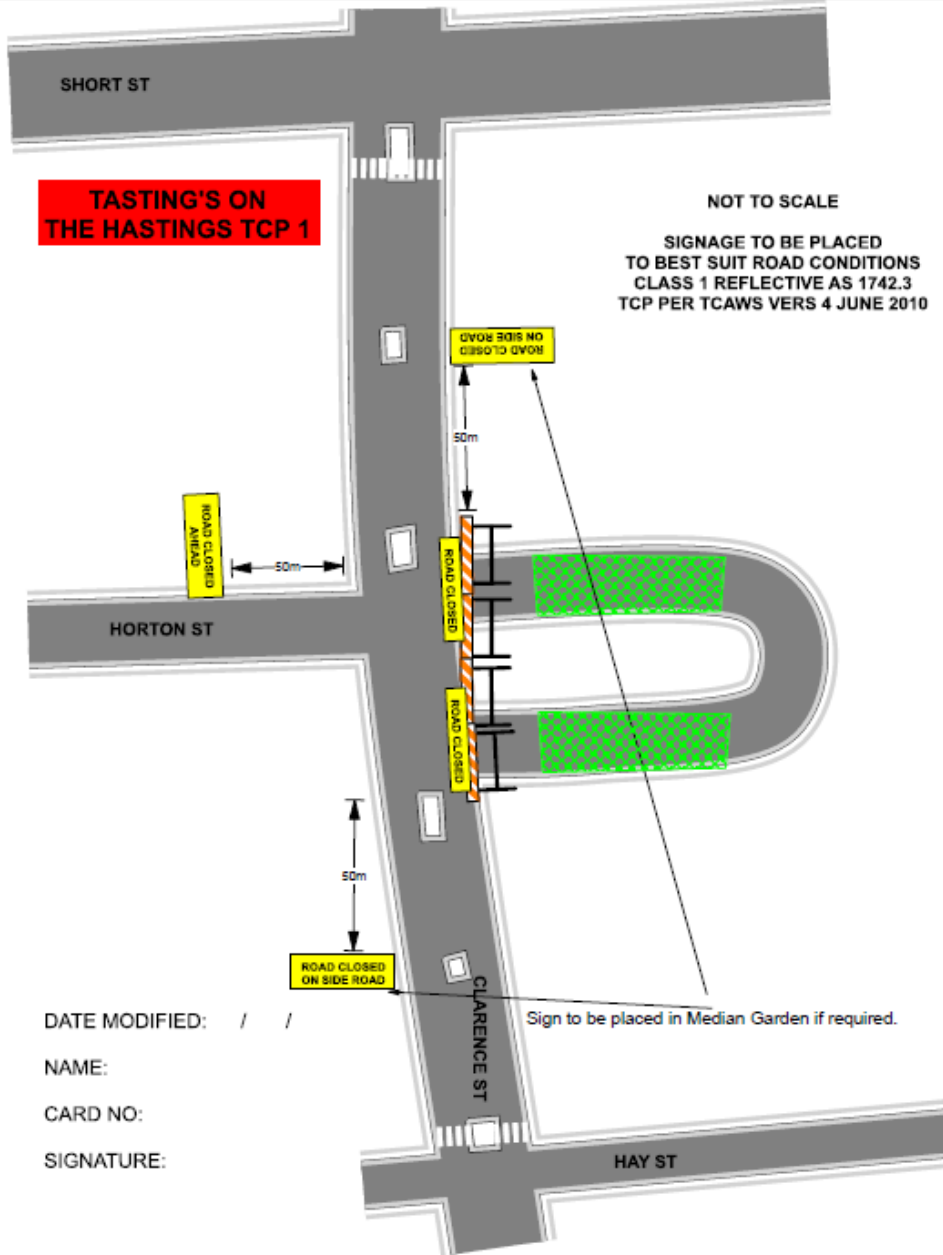 SHORT ST
TASTING'S ON
THE HASTINGS TCP 1
NOT TO SCALE
SIGNAGE TO BE PLACED
TO BEST SUIT ROAD CONDITIONS
CLASS 1 REFLECTIVE AS 1742.3
TCP PER TCAWS VERS 4 JUNE 2010
ROAD CLOSED
ON SIDE ROAD
50m
ROAD CLOSED
AHEAD
50m
ROAD CLOSED
HORTON ST
ROAD CLOSED
50m
ROAD CLOSED
ON SIDE ROAD
CLARENCE ST
Sign to be placed in Median Garden if required.
DATE MODIFIED: / /
NAME:
CARD NO:
SIGNATURE:
HAY ST